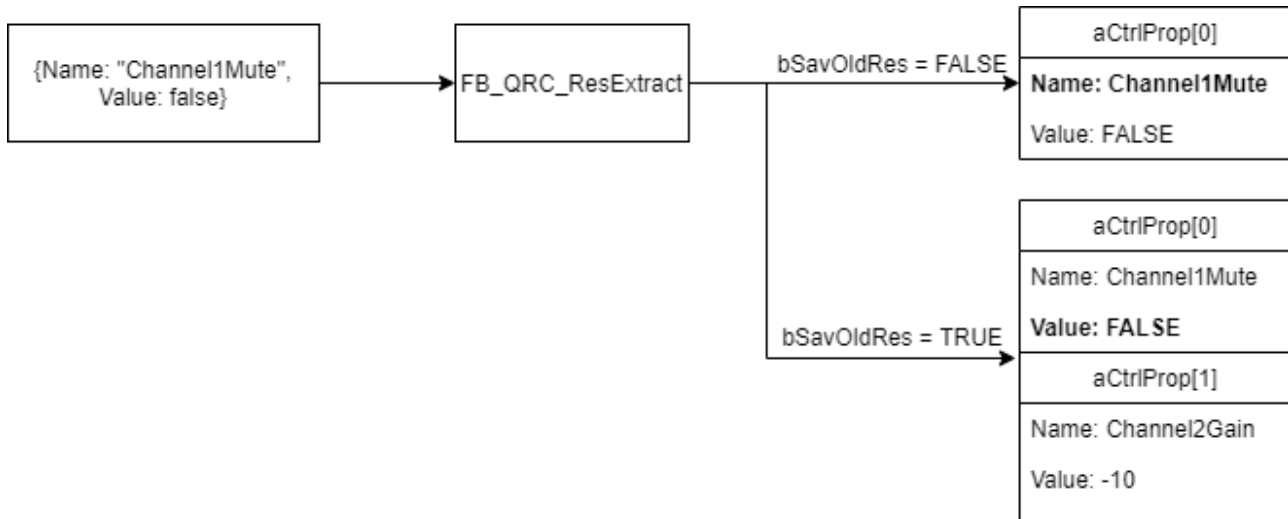 {Name: "Channel1Mute",
Value: false}
FB_QRC_ResExtract
bSavOldRes = FALSE
aCtrlProp[0]
Name: Channel1Mute
Value: FALSE
bSavOldRes = TRUE
aCtrlProp[0]
Name: Channel1Mute
Value: FALSE
aCtrlProp[1]
Name: Channel2Gain
Value: -10